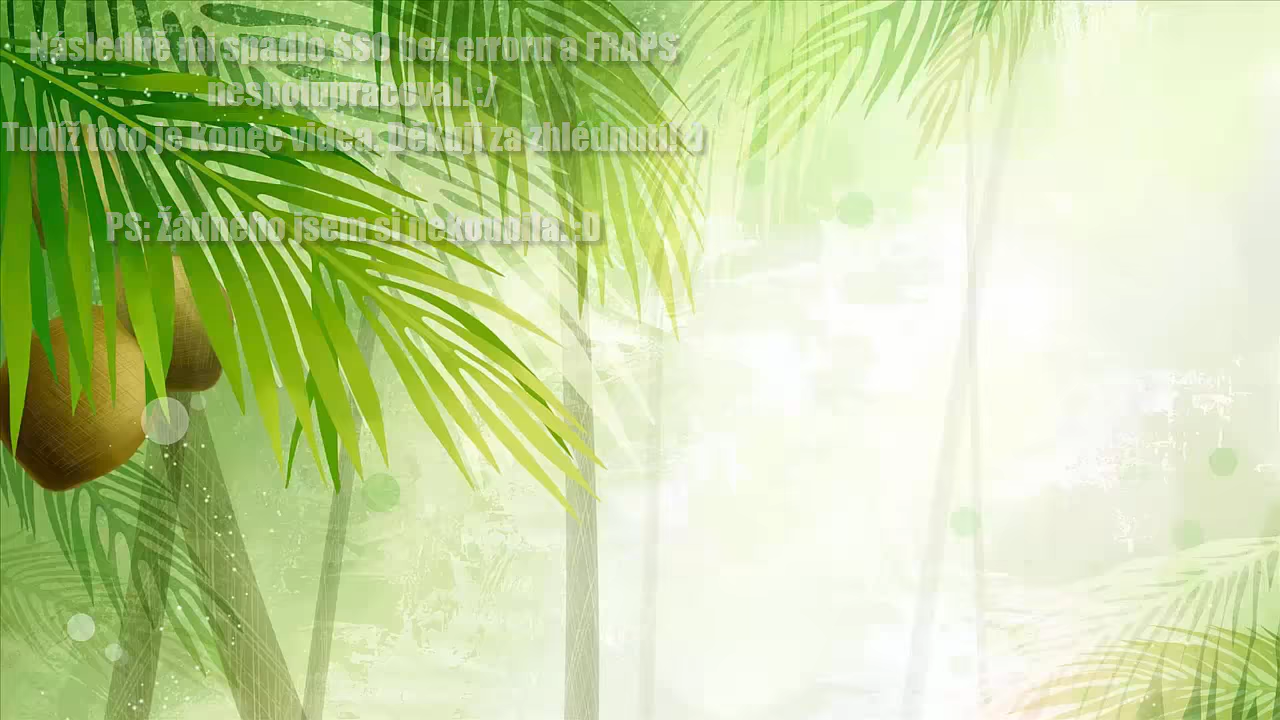 Následně mi spadlo SSO bez erroru a FRAPS
nespolupracoval. :/
Tudíž toto je konec videa. Děkuji za zhlédnutí! :)
PS: Žádného jsem si nekoupila. :D